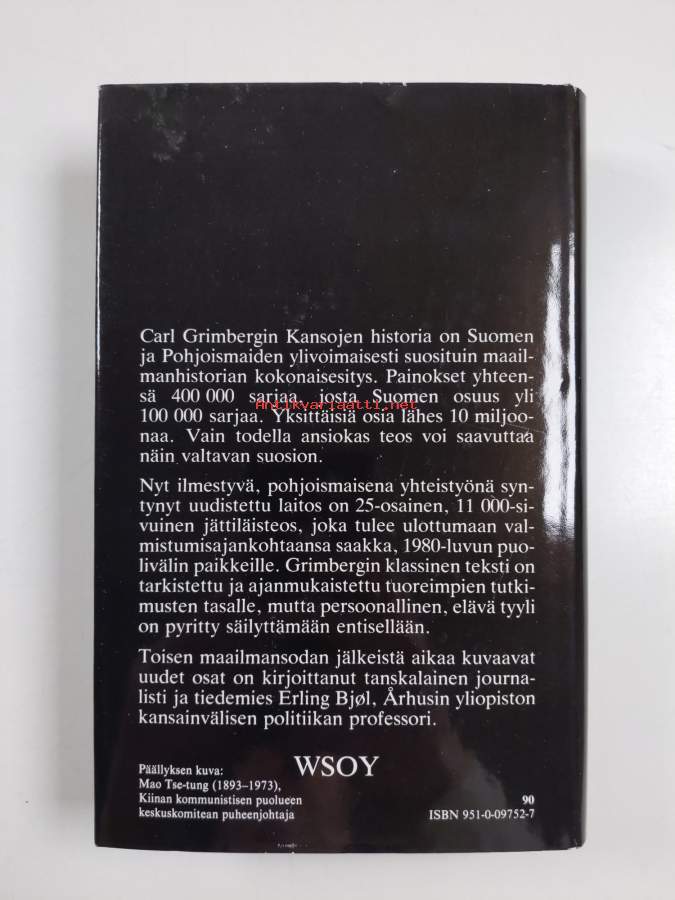 Carl Grimbergin Kansojen historia on Suomen
ja Pohjoismaiden ylivoimaisesti suosituin maail-
manhistorian kokonaisesitys. Painokset yhteen-
sä 400 000 sarjaa, josta Suomen osuus yli
Antikvariaatti.net
100 000 sarjaa. Yksittäisiä osia lähes 10 miljoo-
naa. Vain todella ansiokas teos voi saavuttaa
näin valtavan suosion.
Nyt ilmestyvä, pohjoismaisena yhteistyönä syn-
tynyt uudistettu laitos on 25-osainen, 11 000-si-
vuinen jättiläisteos, joka tulee ulottumaan val-
mistumisajankohtaansa saakka, 1980-luvun puo-
livälin paikkeille. Grimbergin klassinen teksti on
tarkistettu ja ajanmukaistettu tuoreimpien tutki-
musten tasalle, mutta persoonallinen, elävä tyyli
on pyritty säilyttämään entisellään.
Toisen maailmansodan jälkeistä aikaa kuvaavat
uudet osat on kirjoittanut tanskalainen journa-
listi ja tiedemies Erling Bjøl, Århusin yliopiston
kansainvälisen politiikan professori.
WSOY
Päällyksen kuva:
Mao Tse-tung (1893–1973),
Kiinan kommunistisen puolueen
keskuskomitean puheenjohtaja
90
ISBN 951-0-09752-7